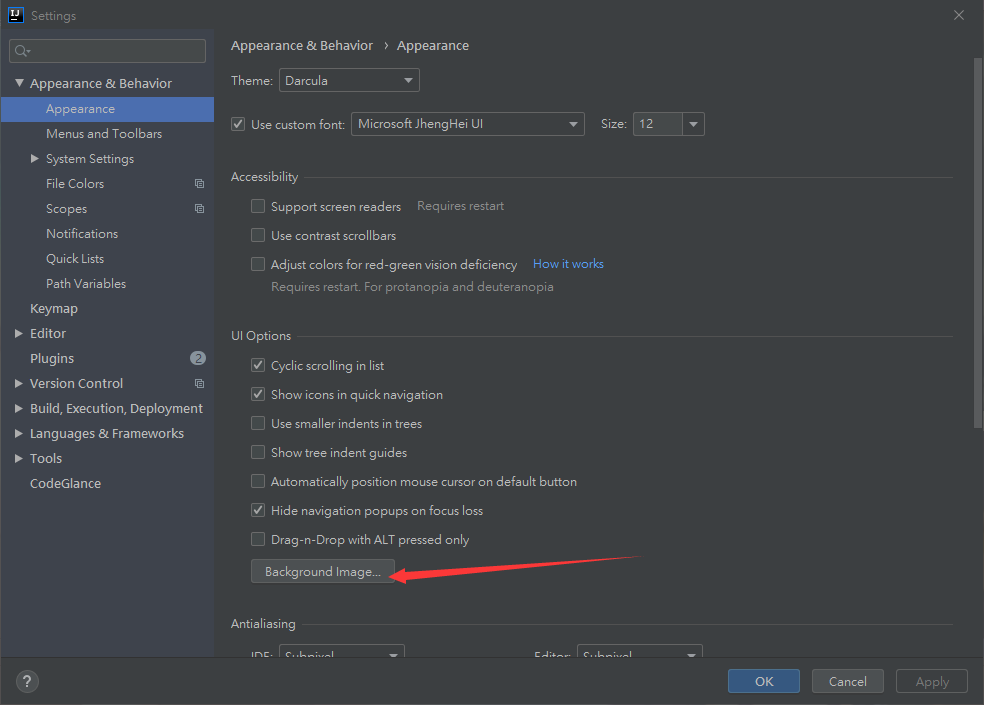 IJ
Settings
Appearance & Behavior
Appearance
Menus and Toolbars
System Settings
File Colors
Scopes
Notifications
Quick Lists
Path Variables
Keymap
Editor
Plugins 2
Version Control
Build, Execution, Deployment
Languages & Frameworks
Tools
CodeGlance
Appearance & Behavior › Appearance
Theme: Darcula
Use custom font: Microsoft JhengHei UI Size: 12
Accessibility
Support screen readers Requires restart
Use contrast scrollbars
Adjust colors for red-green vision deficiency How it works
Requires restart. For protanopia and deuteranopia
UI Options
Cyclic scrolling in list
Show icons in quick navigation
Use smaller indents in trees
Show tree indent guides
Automatically position mouse cursor on default button
Hide navigation popups on focus loss
Drag-n-Drop with ALT pressed only
Background Image...
Antialiasing
IDE: Subpixel Editor: Subpixel
? OK Cancel Apply